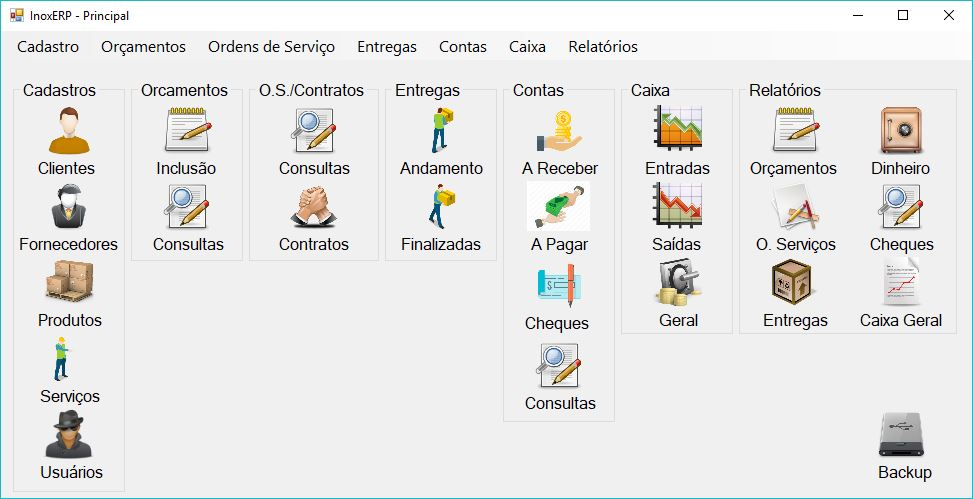 InoxERP - Principal
Cadastro Orçamentos Ordens de Serviço Entregas Contas Caixa Relatórios
Cadastros
Clientes
Fornecedores
Produtos
Serviços
Usuários
Orcamentos
Inclusão
Consultas
O.S./Contratos
Consultas
Contratos
Entregas
Andamento
Finalizadas
Contas
A Receber
A Pagar
Cheques
Consultas
Caixa
Entradas
Saídas
Geral
Relatórios
Orçamentos Dinheiro
O. Serviços Cheques
Entregas Caixa Geral
Backup